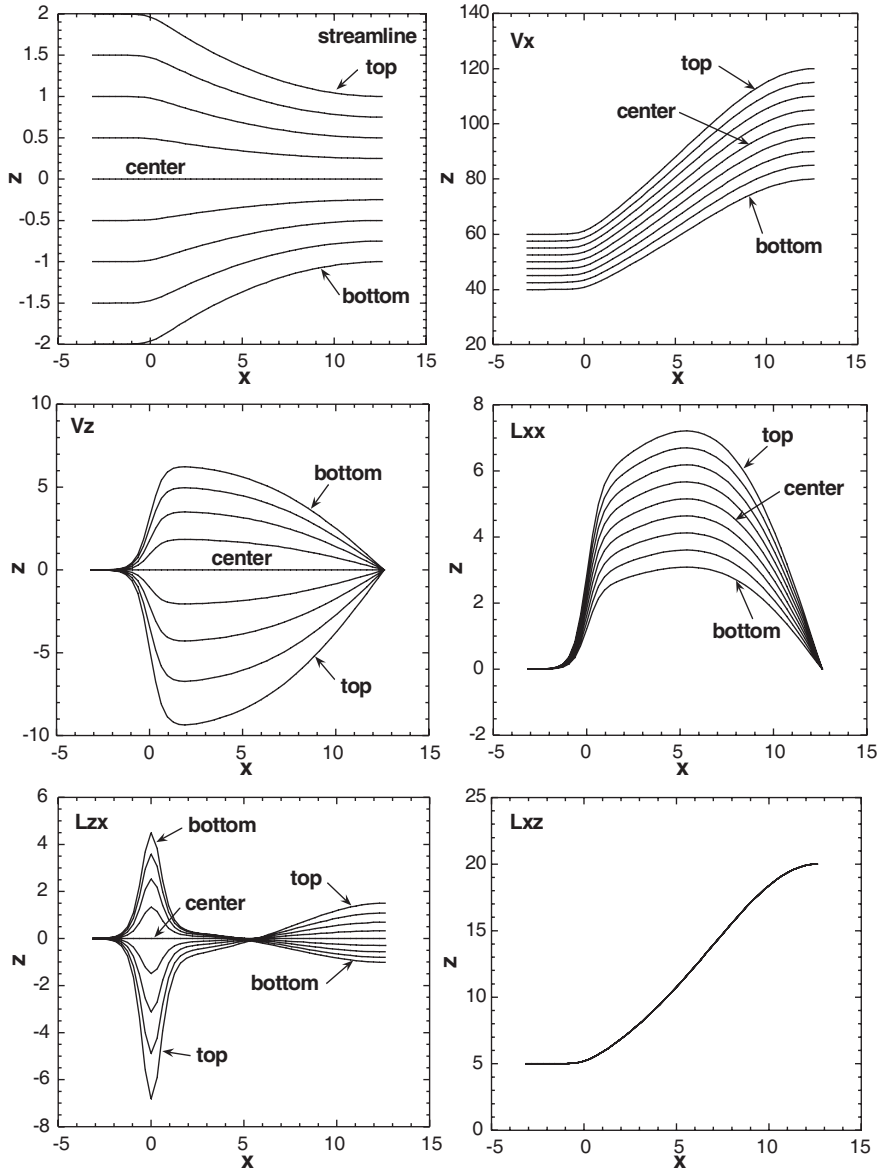 streamline
top
center
bottom
2
1.5
1
0.5
0
-0.5
-1
-1.5
-2
z
-5 0 5 10 15
x
Vx
top
center
bottom
120
100
80
60
40
20
z
-5 0 5 10 15
x
Vz
bottom
center
top
10
5
0
-5
-10
z
-5 0 5 10 15
x
Lxx
top
center
bottom
8
6
4
2
0
-2
z
-5 0 5 10 15
x
Lzx
bottom
center
top
top
bottom
6
4
2
0
-2
-4
-6
-8
z
-5 0 5 10 15
x
Lxz
25
20
15
10
5
0
z
-5 0 5 10 15
x